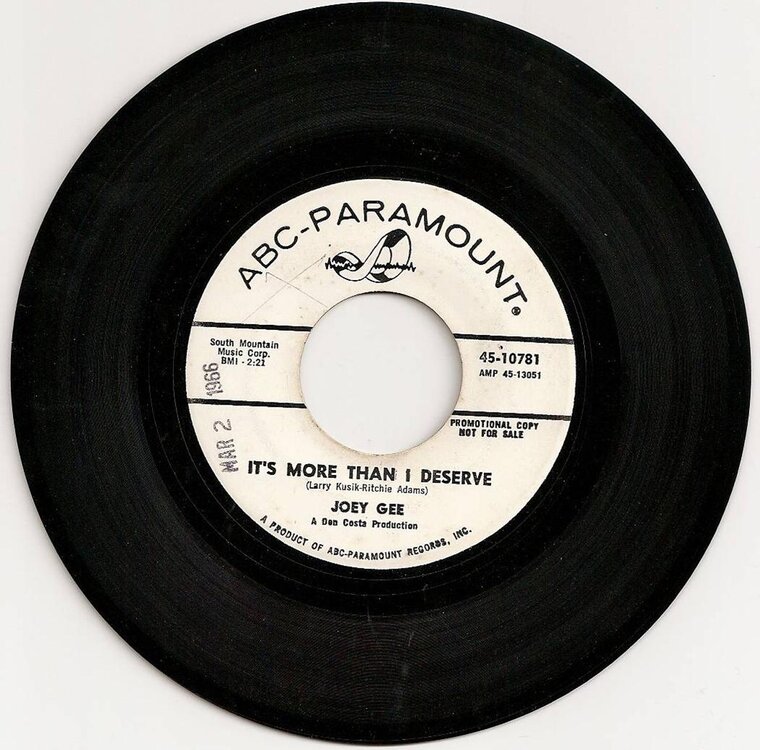 ABC-PARAMOUNT®
South Mountain
Music Corp.
BMI - 2:21
45-10781
AMP 45-13051
MAR 2 1966
PROMOTIONAL COPY
NOT FOR SALE
IT'S MORE THAN I DESERVE
(Larry Kusik-Ritchie Adams)
JOEY GEE
A Don Costa Production
A PRODUCT OF ABC-PARAMOUNT RECORDS, INC.